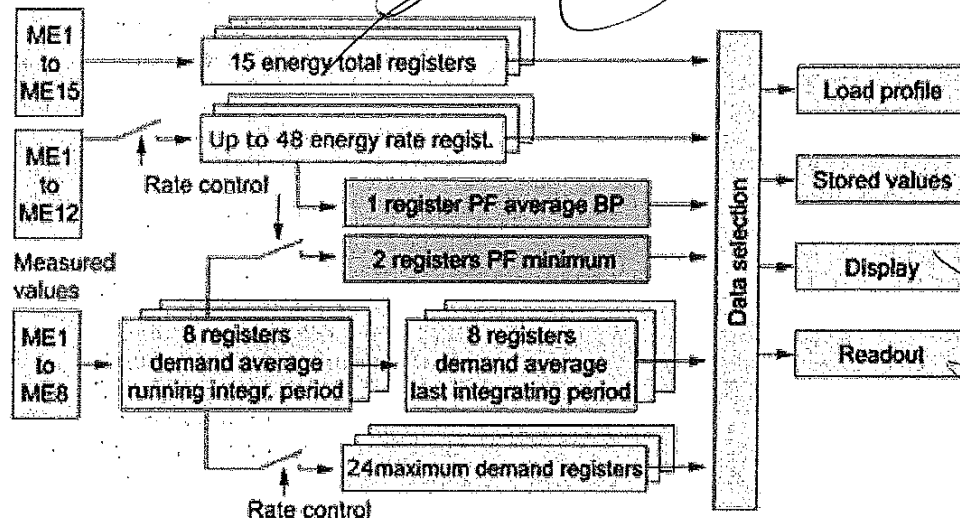 ME1
to
ME15
15 energy total registers
ME1
to
ME12
Up to 48 energy rate regist.
Rate control
1 register PF average BP
2 registers PF minimum
Measured
values
ME1
to
ME8
8 registers
demand average
running integr. period
8 registers
demand average
last integrating period
24 maximum demand registers
Rate control
Data selection
Load profile
Stored values
Display
Readout